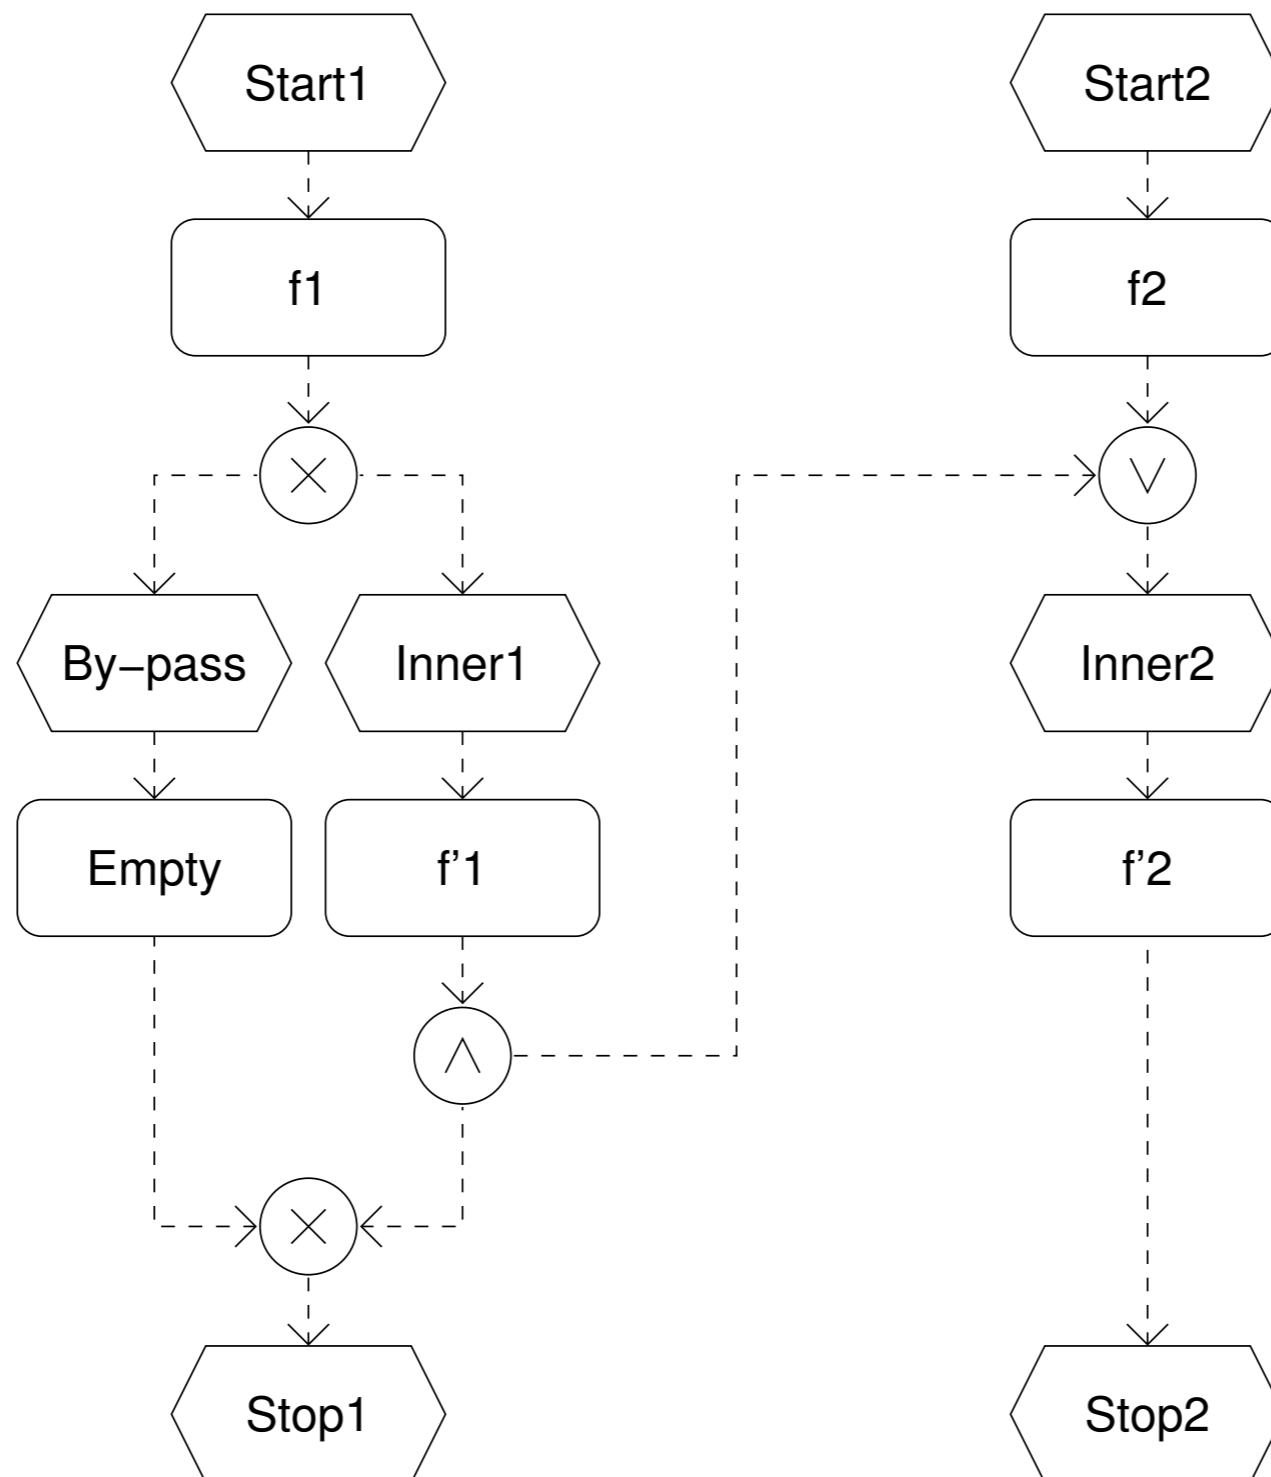 Start1
Start2
f1
f2
By–pass
Inner1
Inner2
Empty
f'1
f'2
Stop1
Stop2